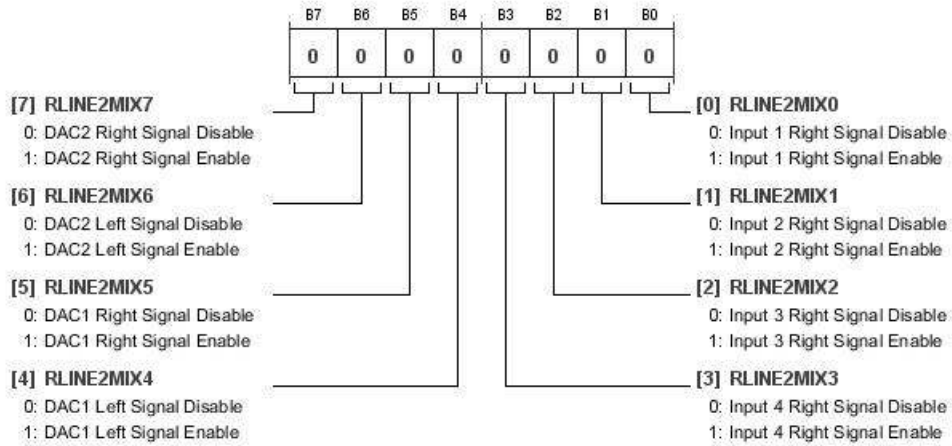 B7 B6 B5 B4 B3 B2 B1 B0
0 0 0 0 0 0 0 0
[7] RLINE2MIX7
0: DAC2 Right Signal Disable
1: DAC2 Right Signal Enable
[6] RLINE2MIX6
0: DAC2 Left Signal Disable
1: DAC2 Left Signal Enable
[5] RLINE2MIX5
0: DAC1 Right Signal Disable
1: DAC1 Right Signal Enable
[4] RLINE2MIX4
0: DAC1 Left Signal Disable
1: DAC1 Left Signal Enable
[0] RLINE2MIX0
0: Input 1 Right Signal Disable
1: Input 1 Right Signal Enable
[1] RLINE2MIX1
0: Input 2 Right Signal Disable
1: Input 2 Right Signal Enable
[2] RLINE2MIX2
0: Input 3 Right Signal Disable
1: Input 3 Right Signal Enable
[3] RLINE2MIX3
0: Input 4 Right Signal Disable
1: Input 4 Right Signal Enable